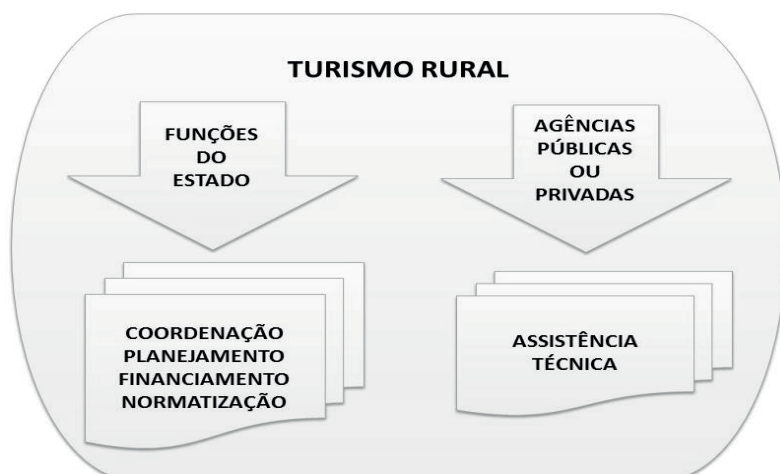 TURISMO RURAL
FUNÇÕES
DO
ESTADO
AGÊNCIAS
PÚBLICAS
OU
PRIVADAS
COORDENAÇÃO
PLANEJAMENTO
FINANCIAMENTO
NORMATIZAÇÃO
ASSISTÊNCIA
TÉCNICA